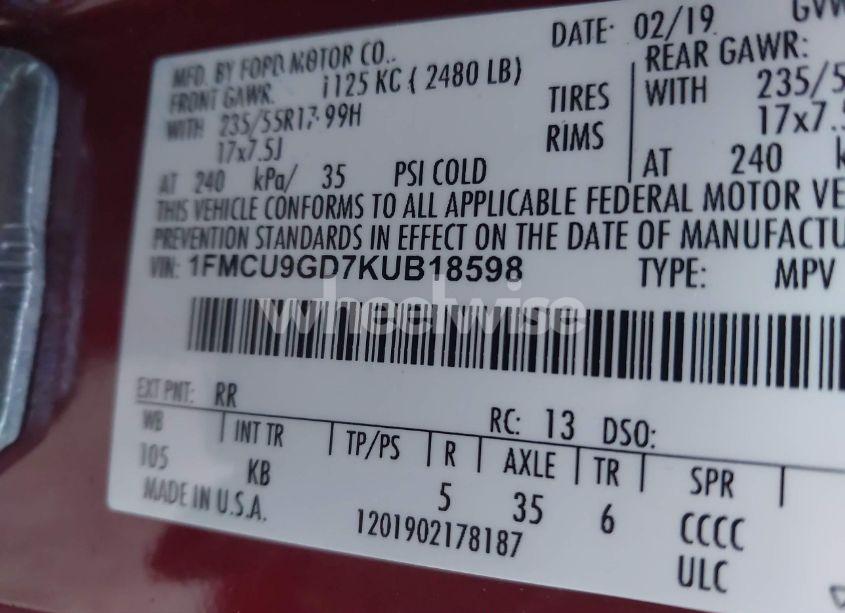 MFD. BY FORD MOTOR CO..
DATE: 02/19
GVW
FRONT GAWR: 1125 KG ( 2480 LB)
REAR GAWR:
WITH 235/55R17 99H TIRES
WITH 235/5
17x7.5J RIMS
17x7.5
AT 240 kPa/ 35 PSI COLD
AT 240 k
THIS VEHICLE CONFORMS TO ALL APPLICABLE FEDERAL MOTOR VE
PREVENTION STANDARDS IN EFFECT ON THE DATE OF MANUFACTU
VIN: 1FMCU9GD7KUB18598 TYPE: MPV
wheelwise
EXT PNT: RR RC: 13 DSO:
WB INT TR TP/PS R AXLE TR SPR
105 KB 5 35 6 CCCC
MADE IN U.S.A. 1201902178187 ULC